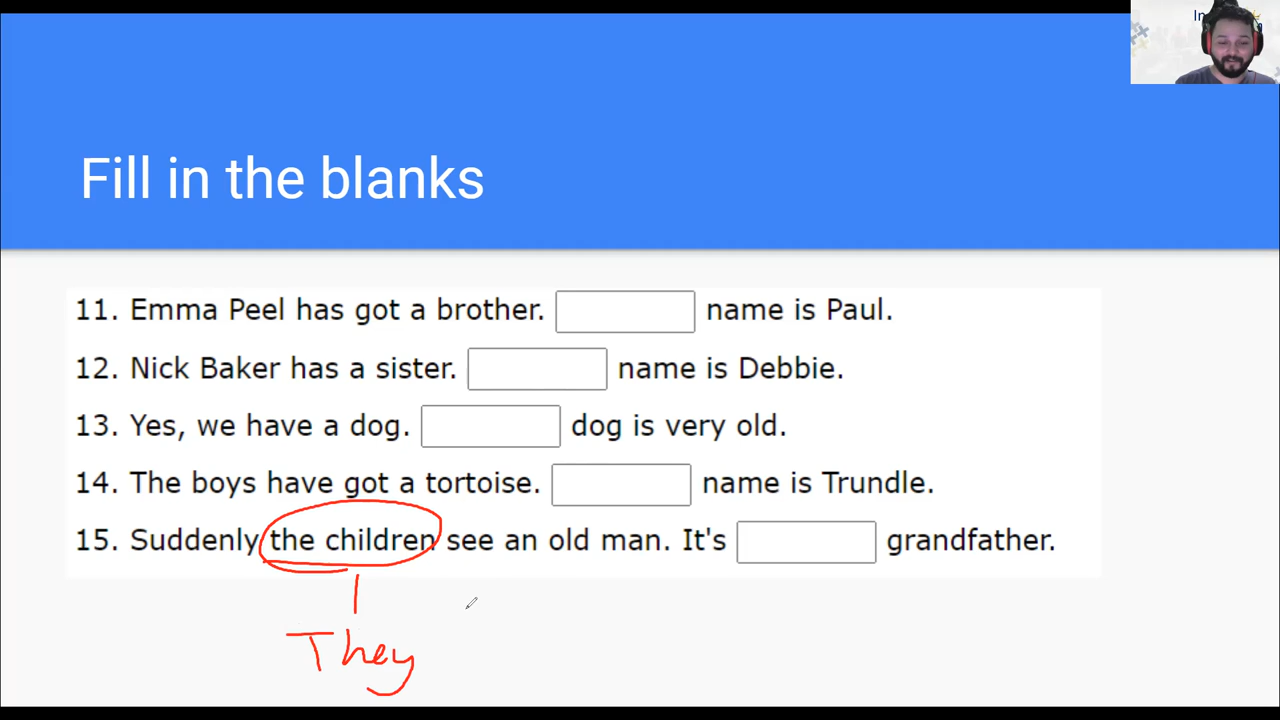 Fill in the blanks
11. Emma Peel has got a brother. name is Paul.
12. Nick Baker has a sister. name is Debbie.
13. Yes, we have a dog. dog is very old.
14. The boys have got a tortoise. name is Trundle.
15. Suddenly the children see an old man. It's grandfather.
They